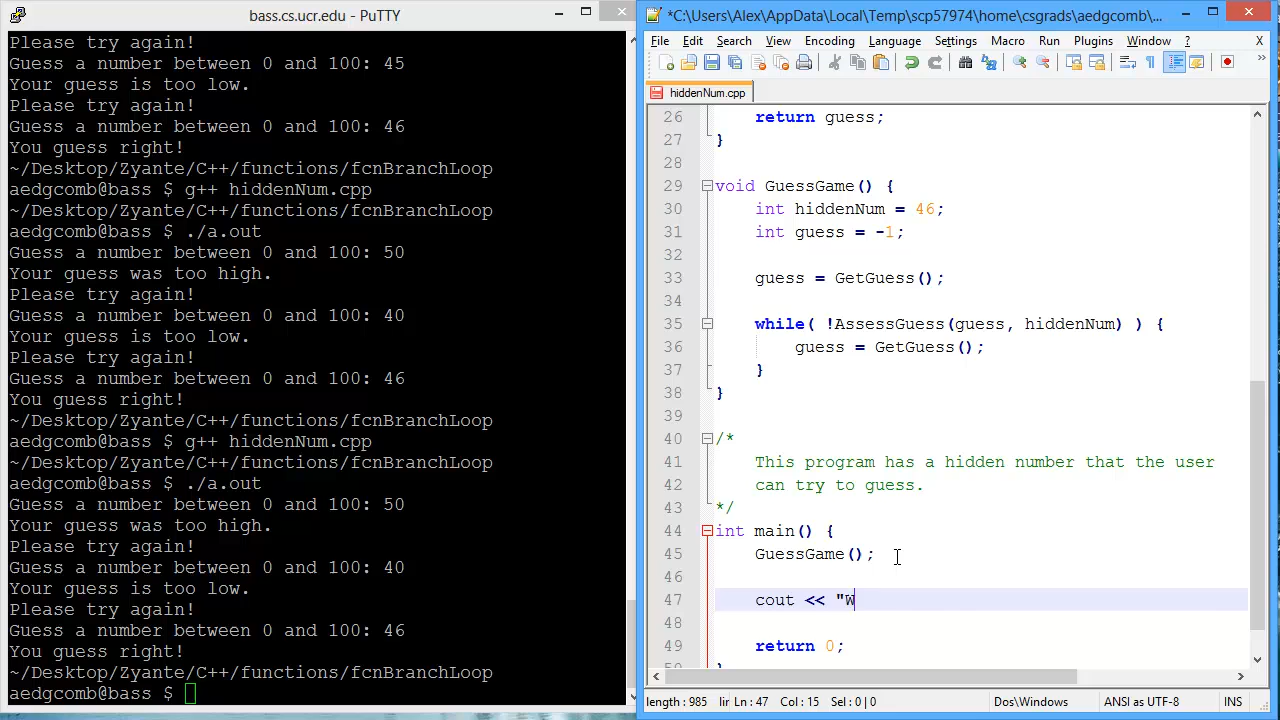 bass.cs.ucr.edu - PuTTY
Please try again!
Guess a number between 0 and 100: 45
Your guess is too low.
Please try again!
Guess a number between 0 and 100: 46
You guess right!
~/Desktop/Zyante/C++/functions/fcnBranchLoop
aedgcomb@bass $ g++ hiddenNum.cpp
~/Desktop/Zyante/C++/functions/fcnBranchLoop
aedgcomb@bass $ ./a.out
Guess a number between 0 and 100: 50
Your guess was too high.
Please try again!
Guess a number between 0 and 100: 40
Your guess is too low.
Please try again!
Guess a number between 0 and 100: 46
You guess right!
~/Desktop/Zyante/C++/functions/fcnBranchLoop
aedgcomb@bass $ g++ hiddenNum.cpp
~/Desktop/Zyante/C++/functions/fcnBranchLoop
aedgcomb@bass $ ./a.out
Guess a number between 0 and 100: 50
Your guess was too high.
Please try again!
Guess a number between 0 and 100: 40
Your guess is too low.
Please try again!
Guess a number between 0 and 100: 46
You guess right!
~/Desktop/Zyante/C++/functions/fcnBranchLoop
aedgcomb@bass $
*C:\Users\Alex\AppData\Local\Temp\scp57974\home\csgrads\aedgcomb\...
File Edit Search View Encoding Language Settings Macro Run Plugins Window ? X
hiddenNum.cpp
26 return guess;
27 }
28
29 void GuessGame() {
30 int hiddenNum = 46;
31 int guess = -1;
32
33 guess = GetGuess();
34
35 while( !AssessGuess(guess, hiddenNum) ) {
36 guess = GetGuess();
37 }
38 }
39
40 /*
41 This program has a hidden number that the user
42 can try to guess.
43 */
44 int main() {
45 GuessGame();
46
47 cout << "W
48
49 return 0;
50 }
length : 985 lir Ln : 47 Col : 15 Sel : 0 | 0 Dos\Windows ANSI as UTF-8 INS